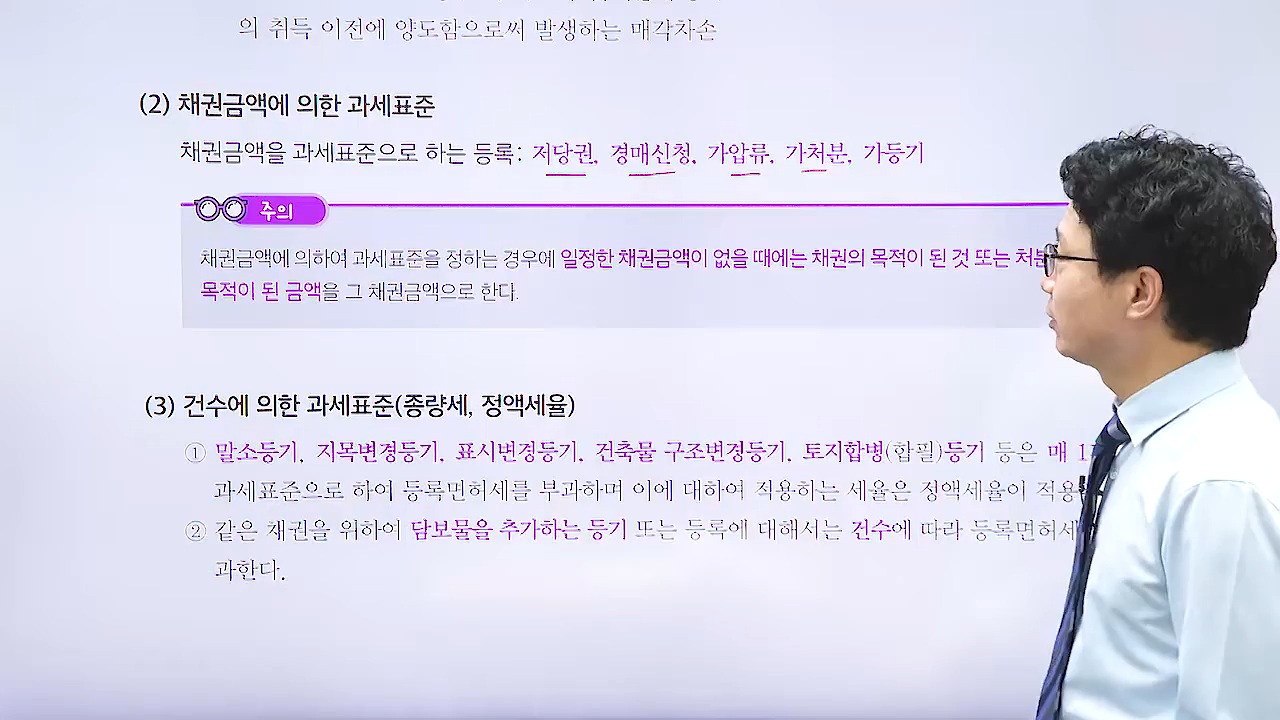 의 취득 이전에 양도함으로써 발생하는 매각차손
(2) 채권금액에 의한 과세표준
채권금액을 과세표준으로 하는 등록: 저당권, 경매신청, 가압류, 가처분, 가등기
주의
채권금액에 의하여 과세표준을 정하는 경우에 일정한 채권금액이 없을 때에는 채권의 목적이 된 것 또는
목적이 된 금액을 그 채권금액으로 한다.
(3) 건수에 의한 과세표준(종량세, 정액세율)
① 말소등기, 지목변경등기, 표시변경등기, 건축물 구조변경등기, 토지합병(합필)등기 등은 매
과세표준으로 하여 등록면허세를 부과하며 이에 대하여 적용하는 세율은 정액세율이
② 같은 채권을 위하여 담보물을 추가하는 등기 또는 등록에 대해서는 건수에 따라
과한다.